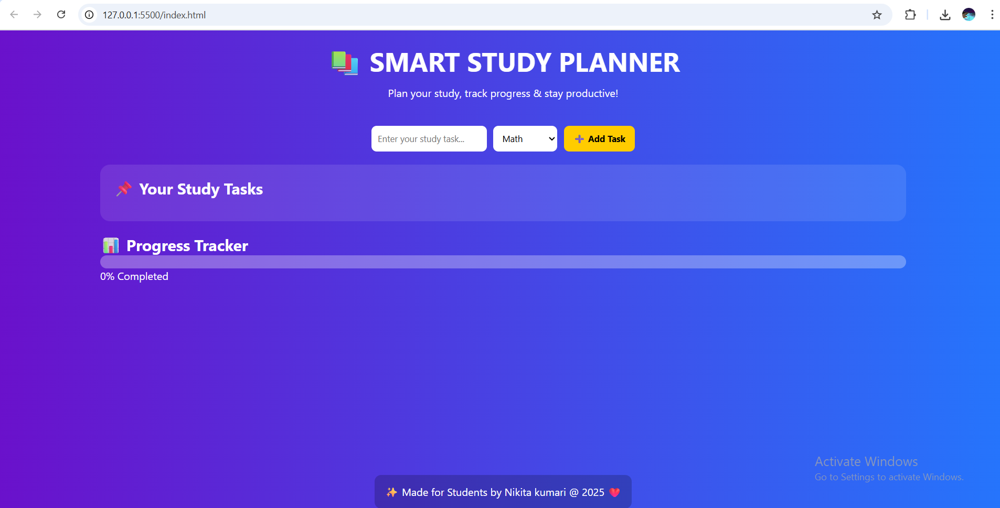 127.0.0.1:5500/index.html
SMART STUDY PLANNER
Plan your study, track progress & stay productive!
Enter your study task...
Math
Add Task
Your Study Tasks
Progress Tracker
0% Completed
Activate Windows
Go to Settings to activate Windows.
✨ Made for Students by Nikita kumari @ 2025 ❤️